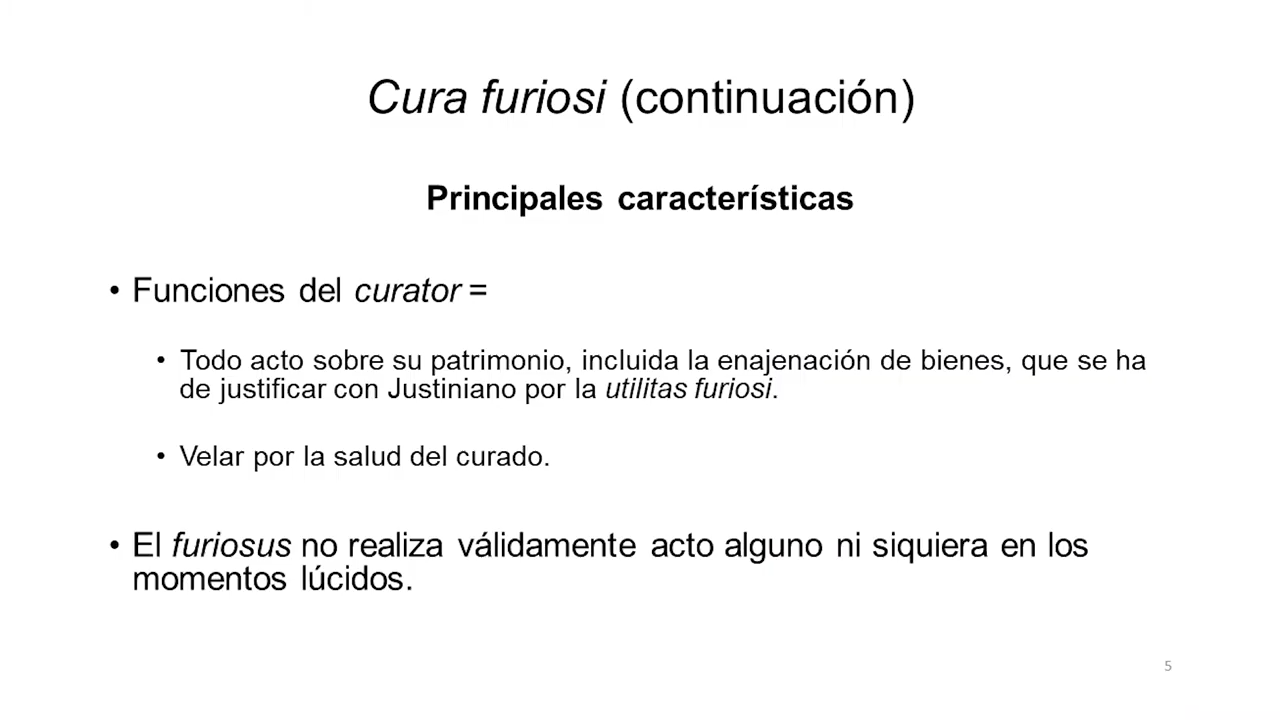 Cura furiosi (continuación)
Principales características
• Funciones del curator =
• Todo acto sobre su patrimonio, incluida la enajenación de bienes, que se ha
de justificar con Justiniano por la utilitas furiosi.
• Velar por la salud del curado.
• El furiosus no realiza válidamente acto alguno ni siquiera en los
momentos lúcidos.
5